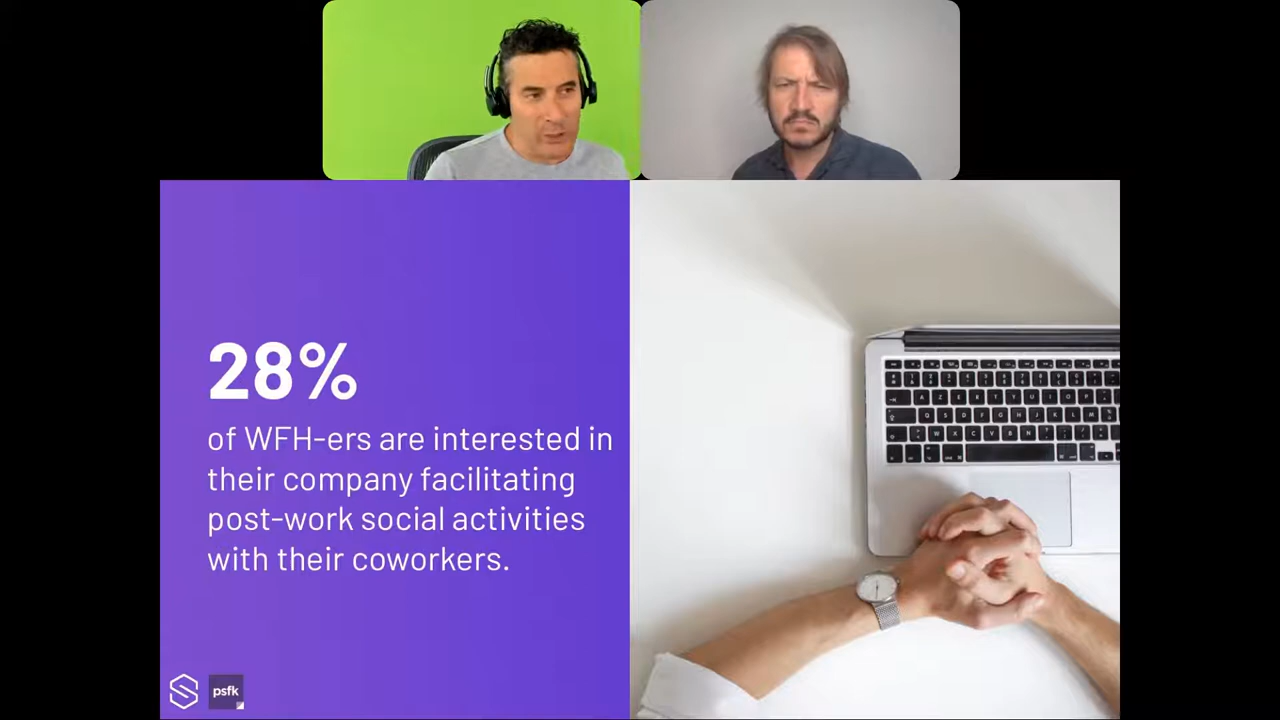 28%
of WFH-ers are interested in
their company facilitating
post-work social activities
with their coworkers.
psfk